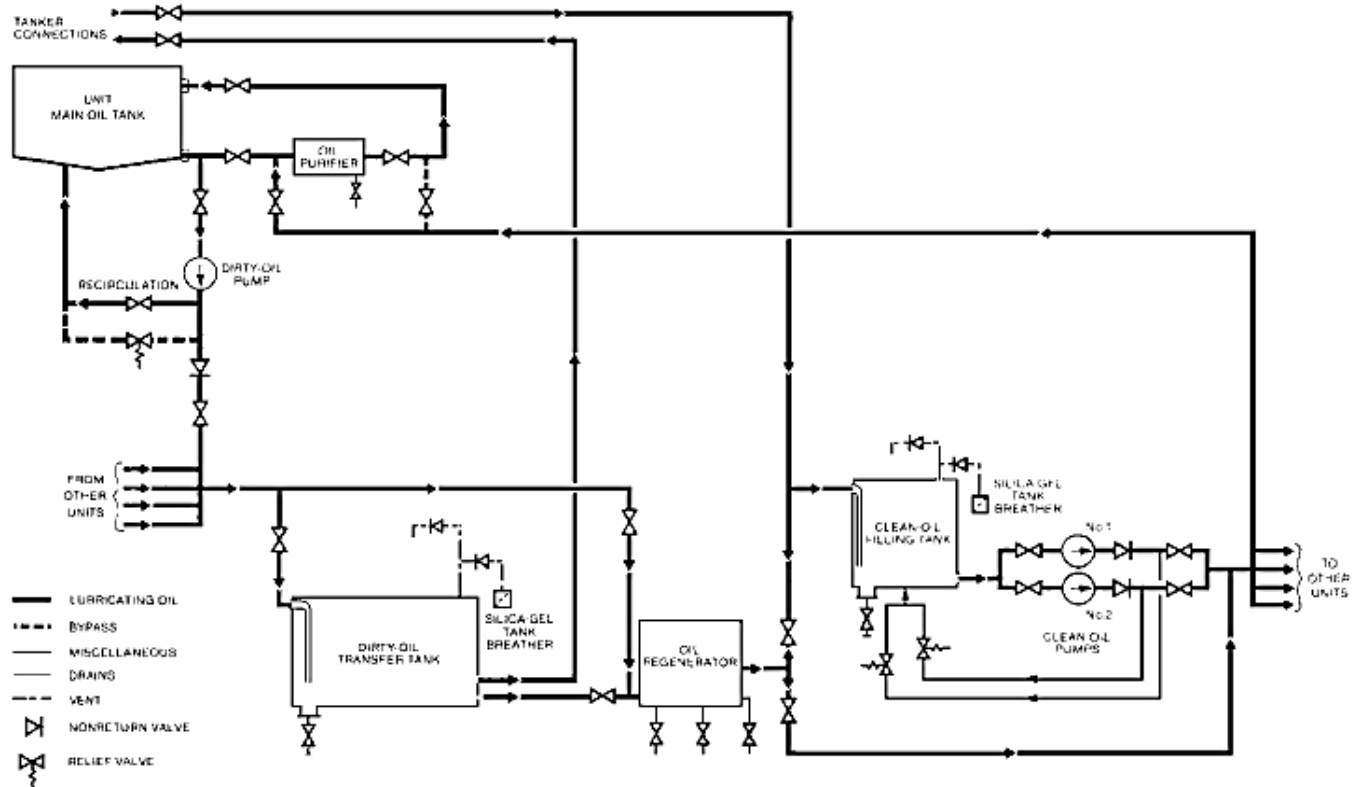 TANKER
CONNECTIONS
UNIT
MAIN OIL TANK
OIL
PURIFIER
DIRTY-OIL
PUMP
RECIRCULATION
FROM
OTHER
UNITS
SILICA-GEL
TANK
BREATHER
CLEAN-OIL
FILLING TANK
No.1
No.2
CLEAN OIL
PUMPS
TO
OTHER
UNITS
DIRTY-OIL
TRANSFER TANK
SILICA-GEL
TANK
BREATHER
OIL
REGENERATOR
LUBRICATING OIL
BYPASS
MISCELLANEOUS
DRAINS
VENT
NONRETURN VALVE
RELIEF VALVE